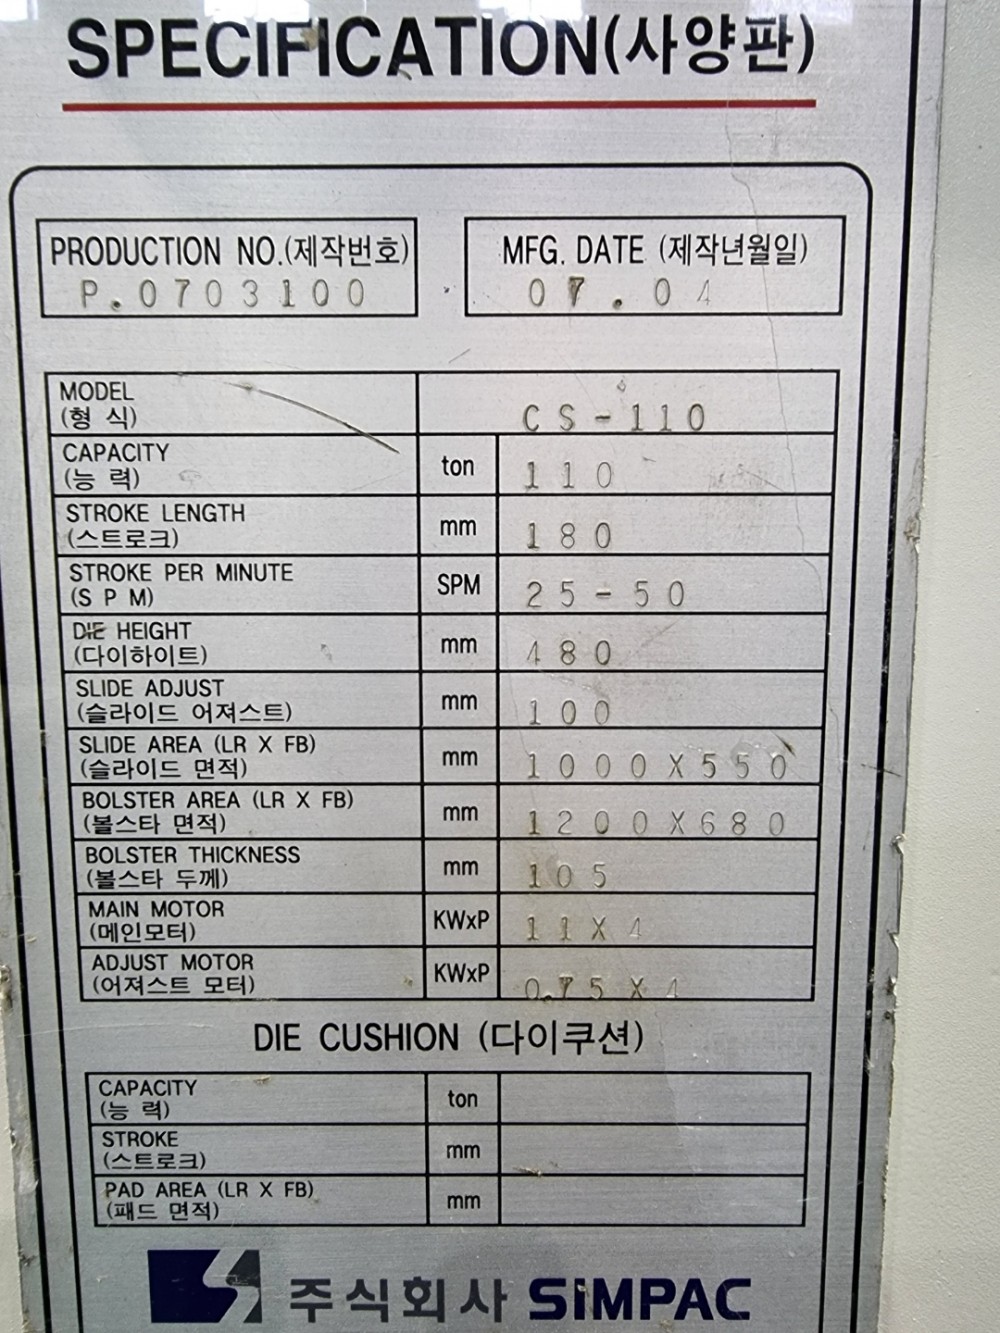 SPECIFICATION(사양판)
PRODUCTION NO.(제작번호)
P.0703100
MFG. DATE (제작년월일)
07.04
MODEL
(형 식)
CS-110
CAPACITY
(능 력)
ton
110
STROKE LENGTH
(스트로크)
mm
180
STROKE PER MINUTE
(S P M)
SPM
25-50
DIE HEIGHT
(다이하이트)
mm
480
SLIDE ADJUST
(슬라이드 어져스트)
mm
100
SLIDE AREA (LR X FB)
(슬라이드 면적)
mm
1000X550
BOLSTER AREA (LR X FB)
(볼스타 면적)
mm
1200X680
BOLSTER THICKNESS
(볼스타 두께)
mm
105
MAIN MOTOR
(메인모터)
KWxP
11X4
ADJUST MOTOR
(어져스트 모터)
KWxP
0.75X4
DIE CUSHION (다이쿠션)
CAPACITY
(능 력)
ton
STROKE
(스트로크)
mm
PAD AREA (LR X FB)
(패드 면적)
mm
주식회사 SiMPAC